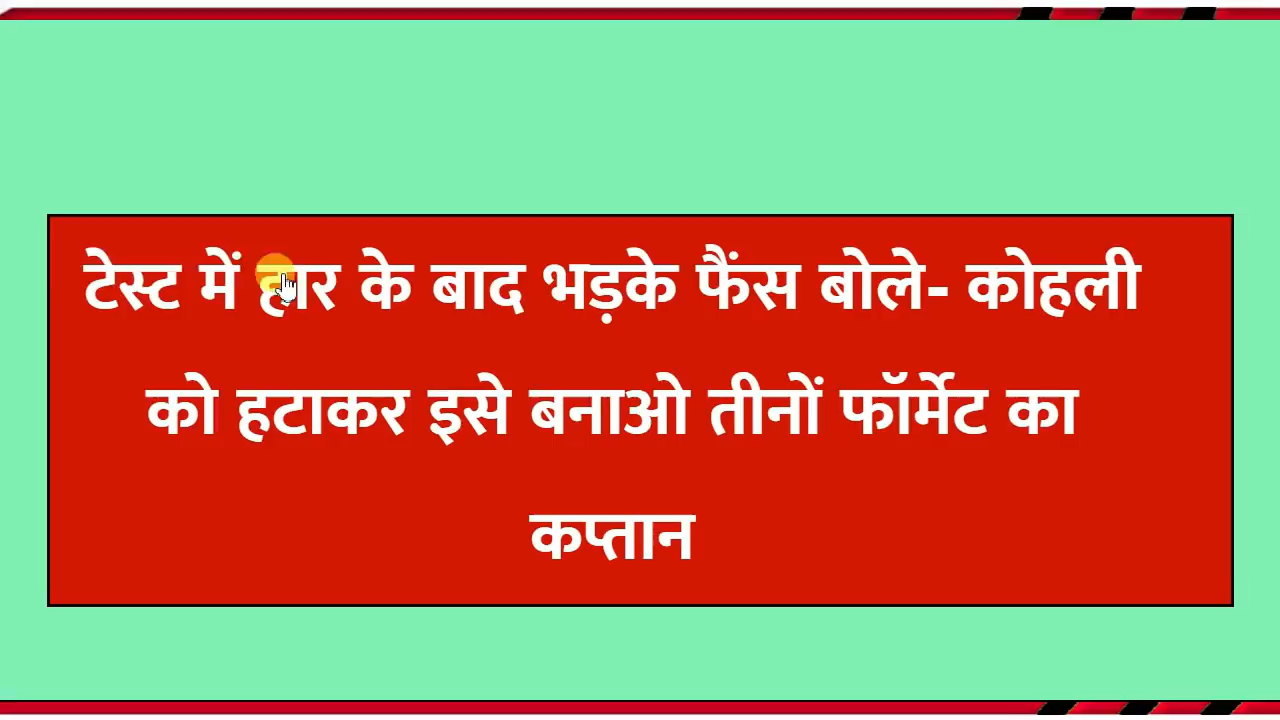 टेस्ट में हार के बाद भड़के फैंस बोले- कोहली
को हटाकर इसे बनाओ तीनों फॉर्मेट का
कप्तान